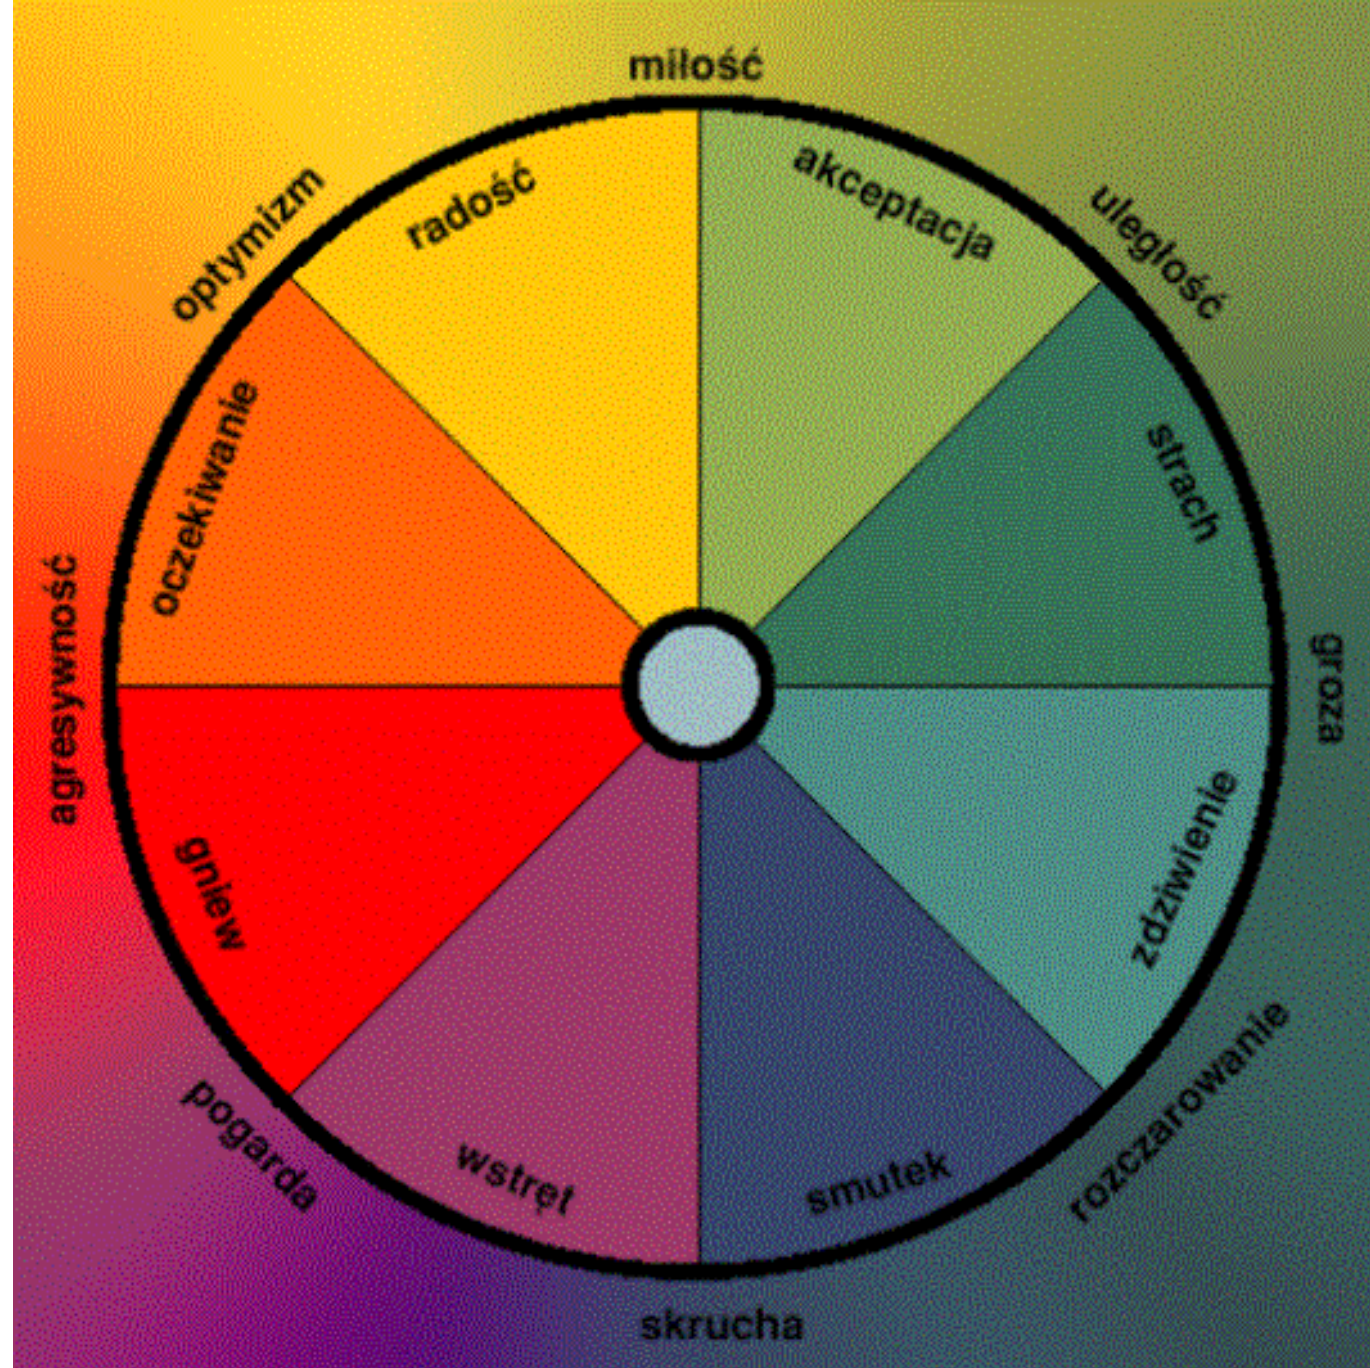 miłość
radość
akceptacja
optymizm
uległość
oczekiwanie
strach
agresywność
groza
gniew
zdziwienie
pogarda
rozczarowanie
wstręt
smutek
skrucha